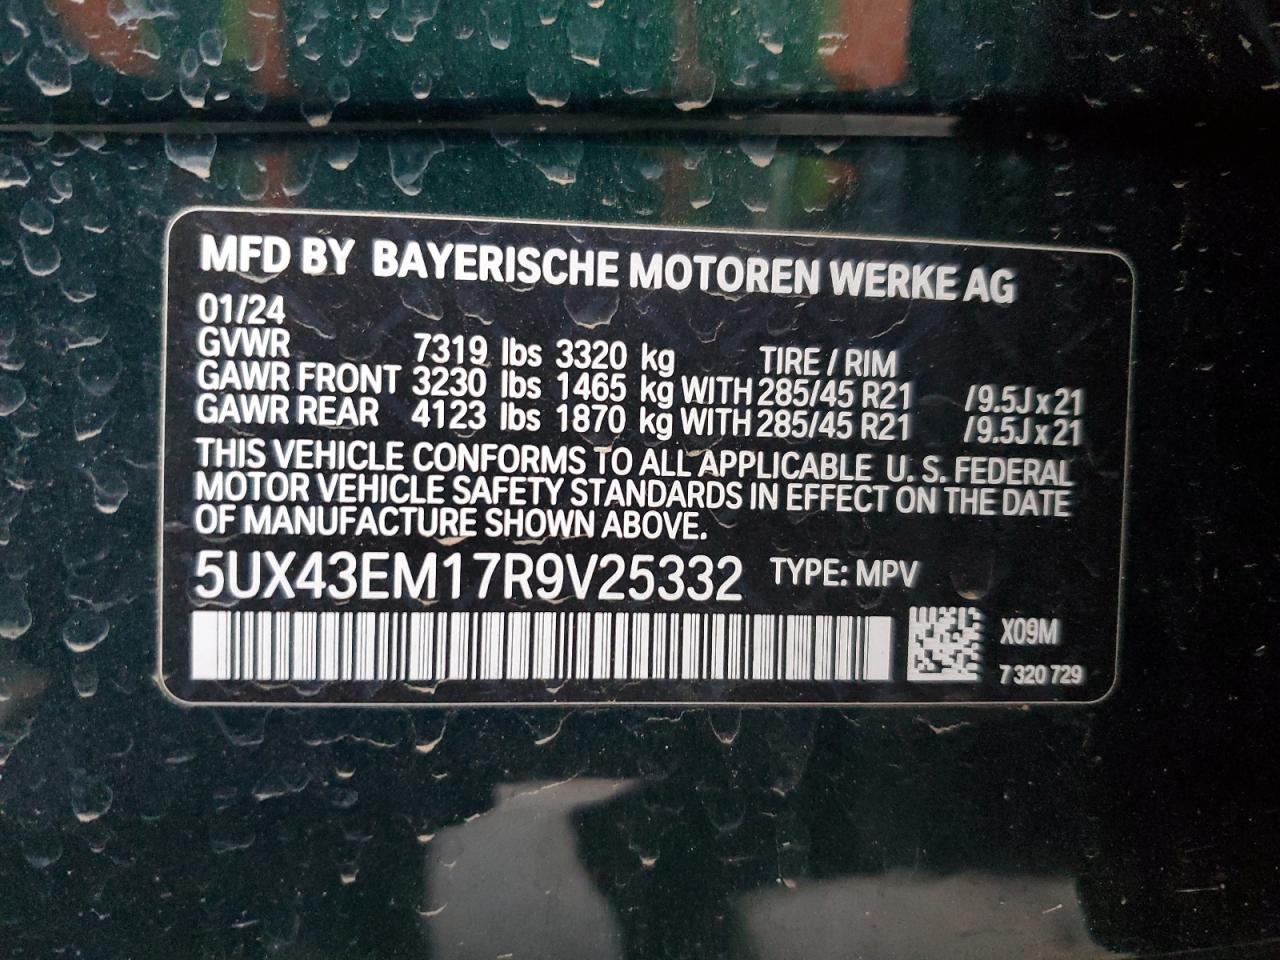 MFD BY BAYERISCHE MOTOREN WERKE AG
01/24
GVWR 7319 lbs 3320 kg TIRE / RIM
GAWR FRONT 3230 lbs 1465 kg WITH 285/45 R21 /9.5J x 21
GAWR REAR 4123 lbs 1870 kg WITH 285/45 R21 /9.5J x 21
THIS VEHICLE CONFORMS TO ALL APPLICABLE U. S. FEDERAL
MOTOR VEHICLE SAFETY STANDARDS IN EFFECT ON THE DATE
OF MANUFACTURE SHOWN ABOVE.
5UX43EM17R9V25332 TYPE: MPV
X09M
7 320 729